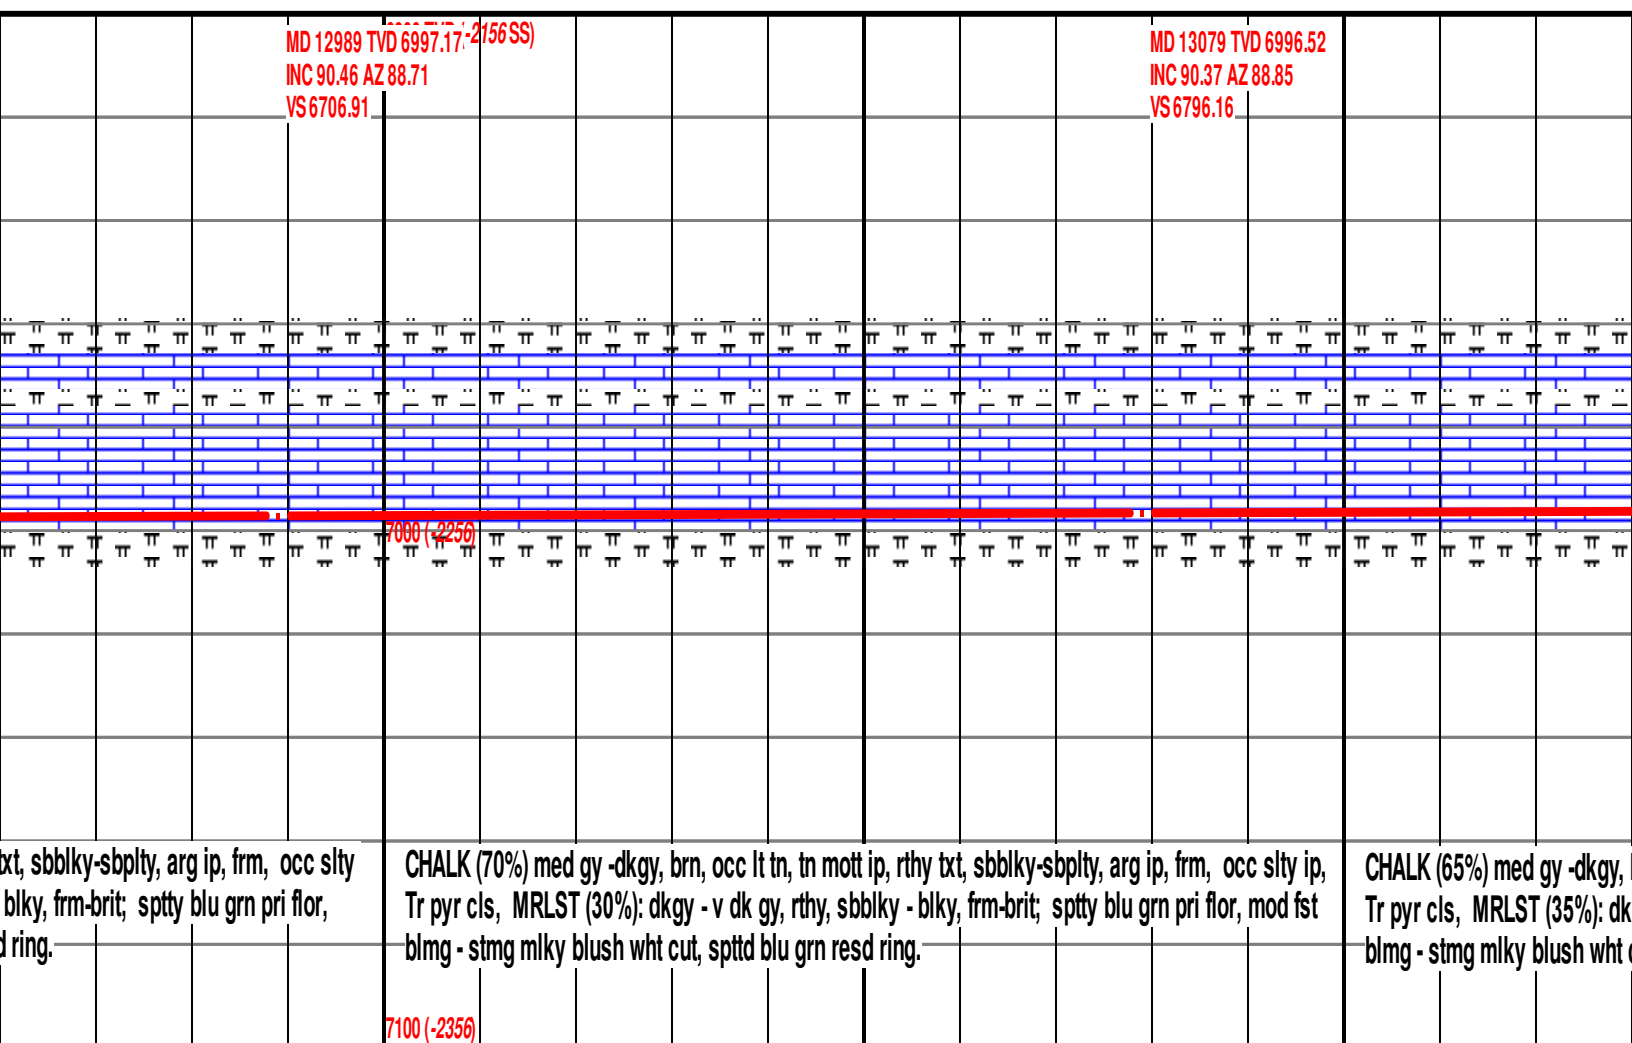 TVD (-2156 SS)
MD 12989 TVD 6997.17
INC 90.46 AZ 88.71
VS 6706.91
MD 13079 TVD 6996.52
INC 90.37 AZ 88.85
VS 6796.16
7000 (-2256)
txt, sbblky-sbplty, arg ip, frm, occ slty
blky, frm-brit; sptty blu grn pri flor,
d ring.
CHALK (70%) med gy -dkgy, brn, occ lt tn, tn mott ip, rthy txt, sbblky-sbplty, arg ip, frm, occ slty ip,
Tr pyr cls, MRLST (30%): dkgy - v dk gy, rthy, sbblky - blky, frm-brit; sptty blu grn pri flor, mod fst
blmg - stmg mlky blush wht cut, spttd blu grn resd ring.
CHALK (65%) med gy -dkgy,
Tr pyr cls, MRLST (35%): dk
blmg - stmg mlky blush wht
7100 (-2356)